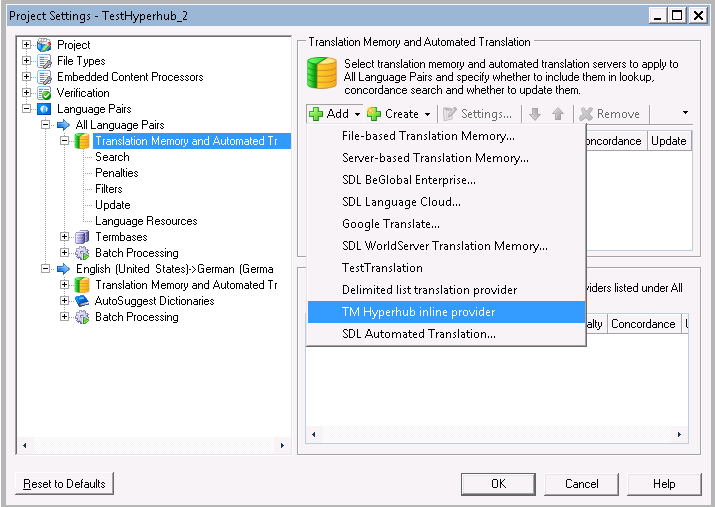 Project Settings - TestHyperhub_2
Project
File Types
Embedded Content Processors
Verification
Language Pairs
All Language Pairs
Translation Memory and Automated Tr
Search
Penalties
Filters
Update
Language Resources
Termbases
Batch Processing
English (United States)->German (Germa
Translation Memory and Automated Tr
AutoSuggest Dictionaries
Batch Processing
Translation Memory and Automated Translation
Select translation memory and automated translation servers to apply to
All Language Pairs and specify whether to include them in lookup,
concordance search and whether to update them.
Add Create Settings... Remove
oncordance Update
File-based Translation Memory...
Server-based Translation Memory...
SDL BeGlobal Enterprise...
SDL Language Cloud...
Google Translate...
SDL WorldServer Translation Memory...
TestTranslation
Delimited list translation provider
TM Hyperhub inline provider
SDL Automated Translation...
viders listed under All
alty Concordance
Reset to Defaults
OK Cancel Help